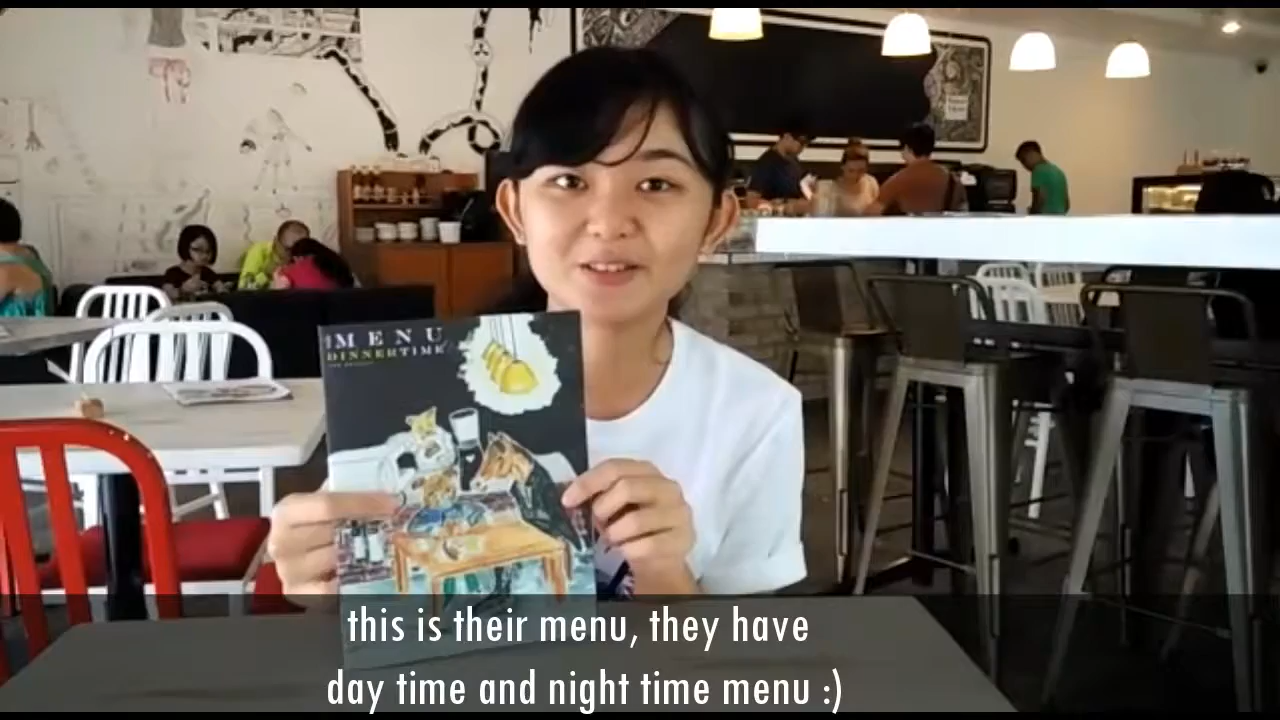 MENU
DINNERTIME
this is their menu, they have
day time and night time menu :)